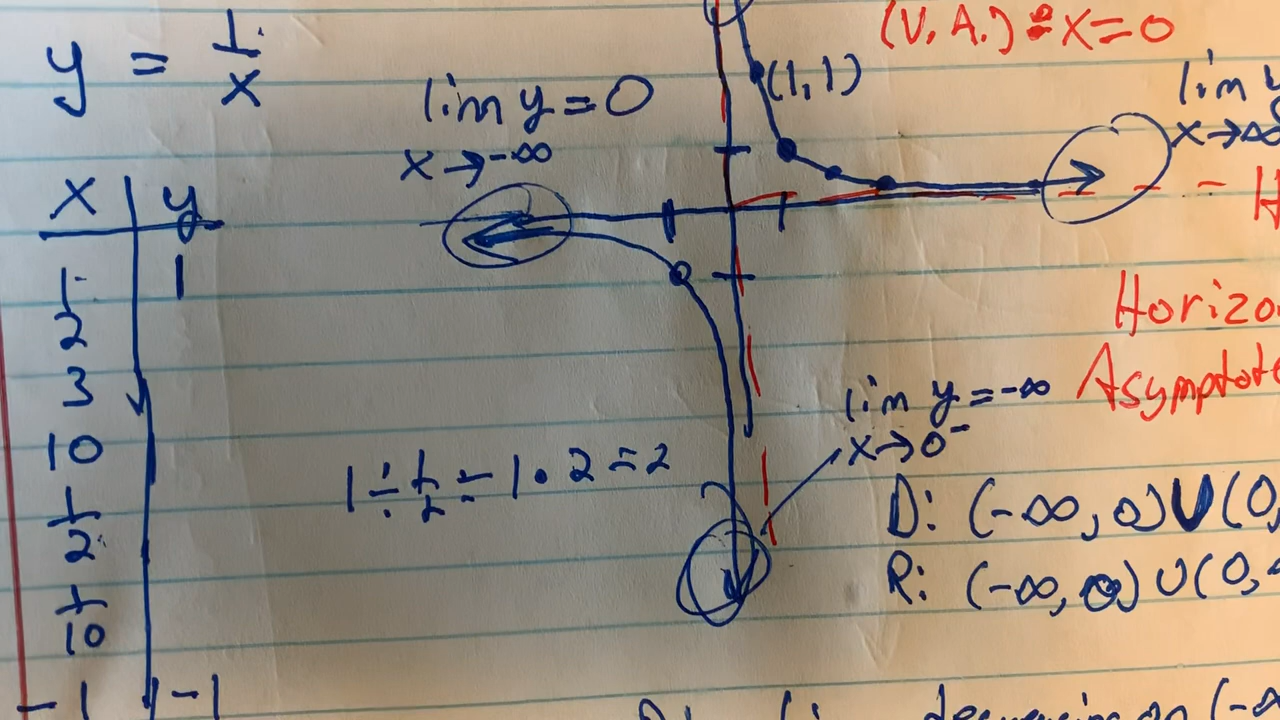 y = 1/x
(V.A.): x=0
(1,1)
lim y = 0
x→-∞
lim y
x→∞
x | y
1 | 1
2
3
10
1/2
1/10
-1 | -1
H
Horizo
Asymptote
lim y = -∞
x→0⁻
1 ÷ 1/2 = 1 • 2 = 2
D: (-∞, 0)∪(0,
R: (-∞, 0)∪(0,
decreasing on (-∞